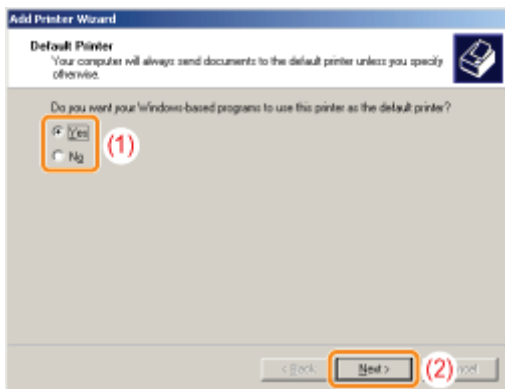 Add Printer Wizard
Default Printer
Your computer will always send documents to the default printer unless you specify
otherwise.
Do you want your Windows-based programs to use this printer as the default printer?
Yes
No
(1)
< Back
Next >
(2)